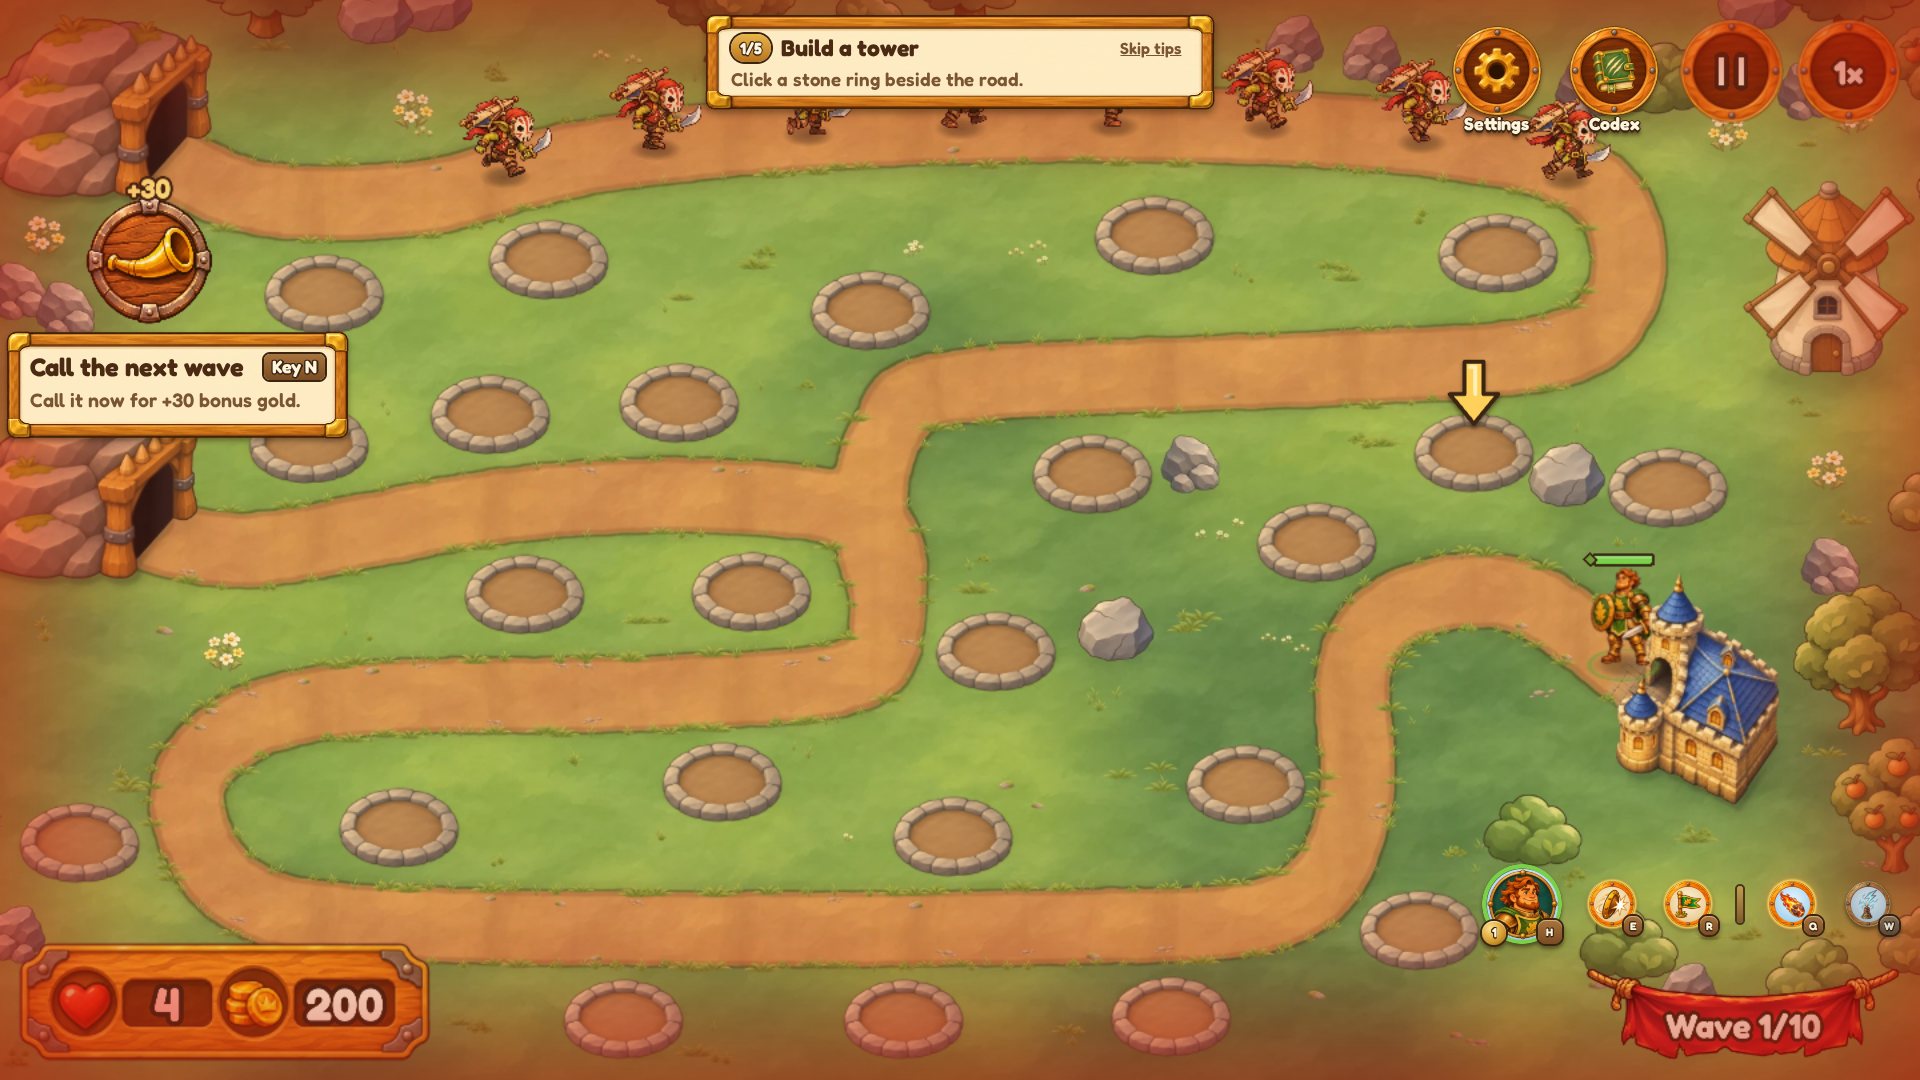 1/5 Build a tower Skip tips
Click a stone ring beside the road.
Settings
Codex
1x
+30
Call the next wave Key N
Call it now for +30 bonus gold.
1 H E R Q W
4 200
Wave 1/10